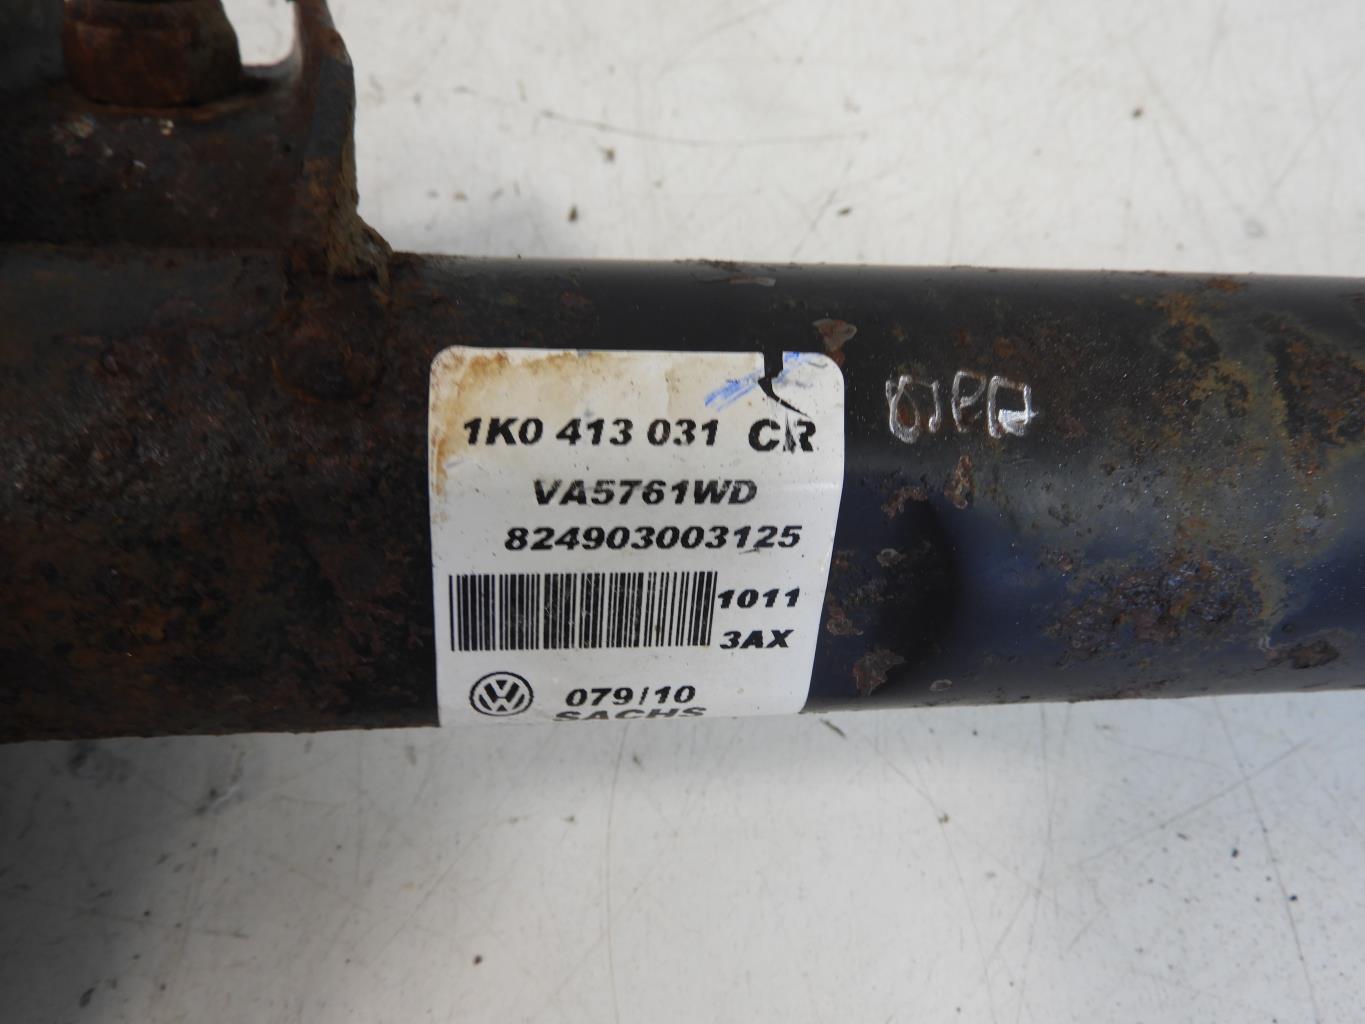 1K0 413 031 CR
VA5761WD
824903003125
1011
3AX
079/10
SACHS